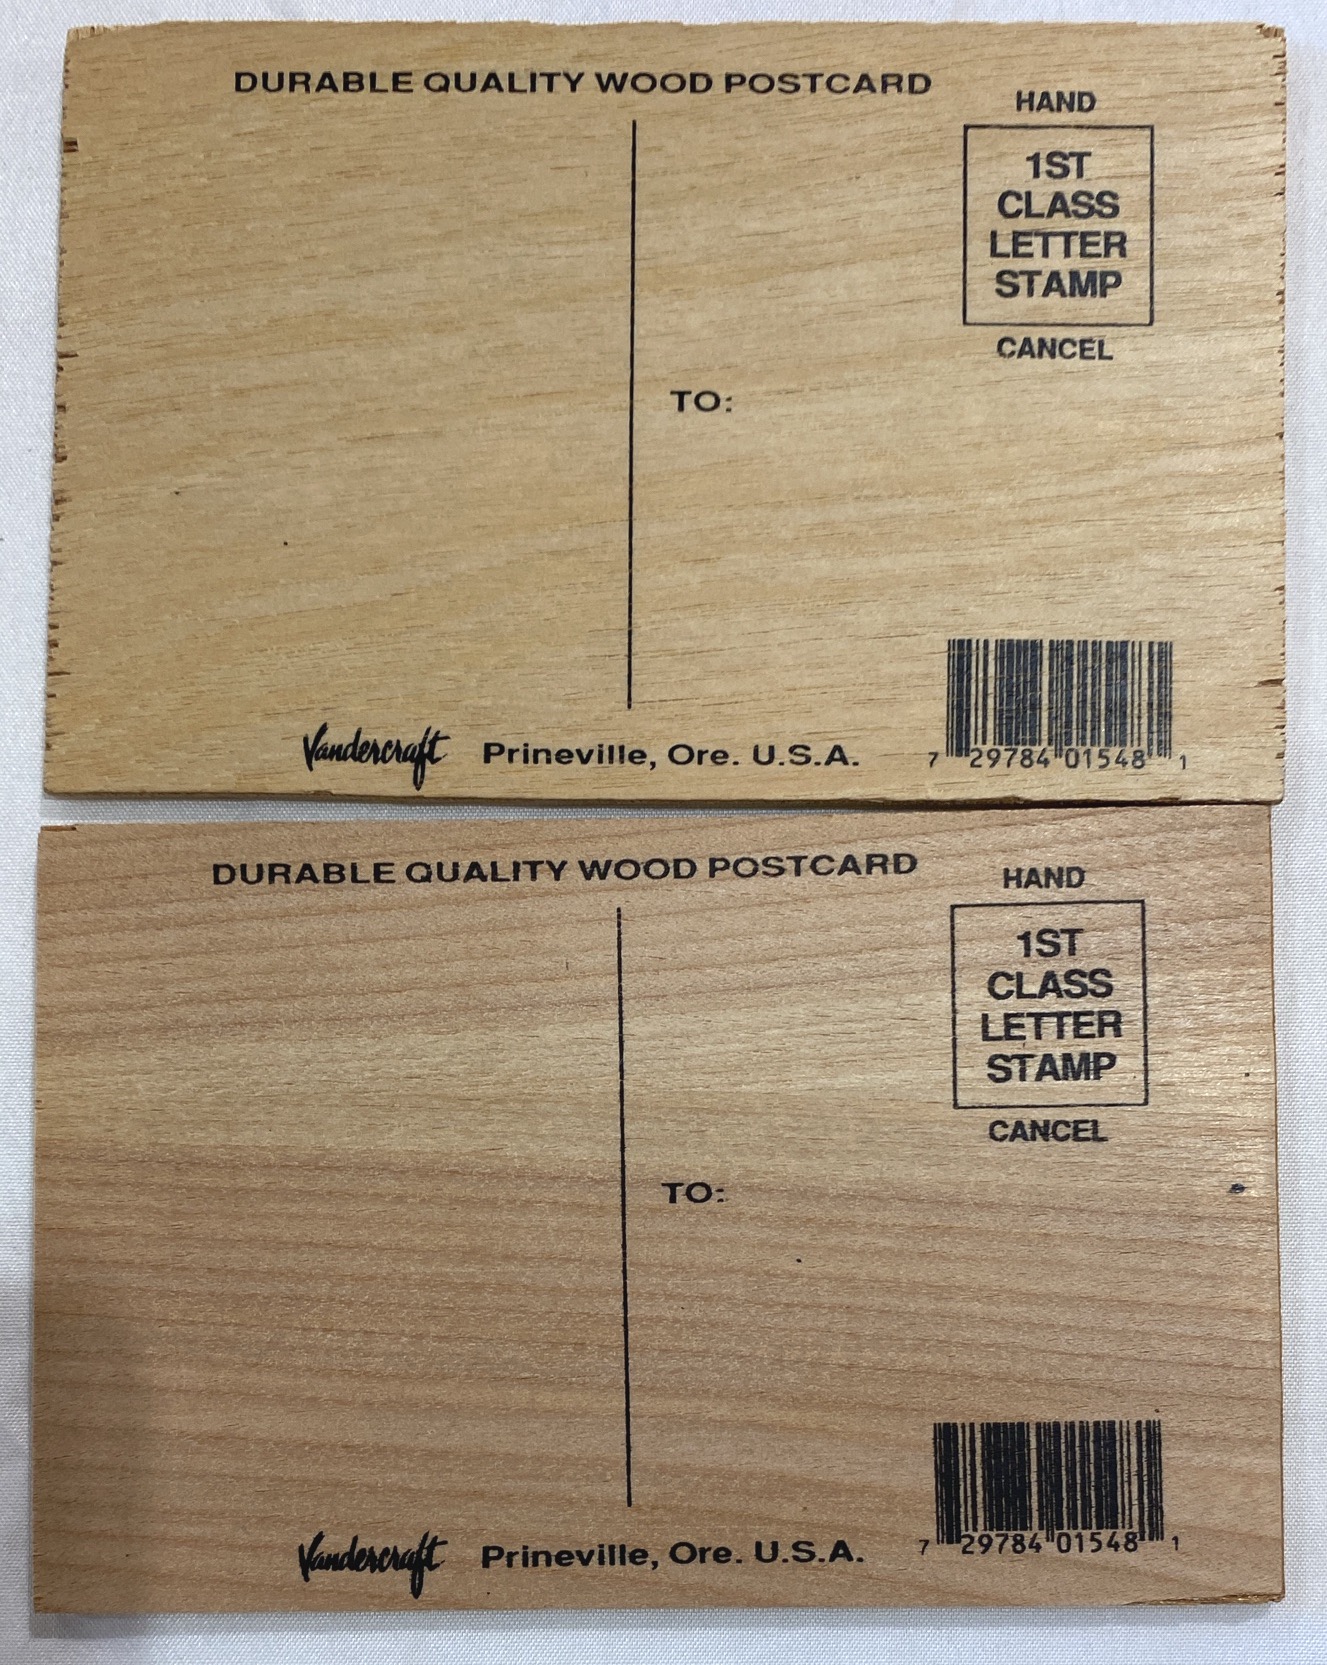 DURABLE QUALITY WOOD POSTCARD
HAND
1ST
CLASS
LETTER
STAMP
CANCEL
TO:
Vandercraft Prineville, Ore. U.S.A.
7 29784 01548 1
DURABLE QUALITY WOOD POSTCARD
HAND
1ST
CLASS
LETTER
STAMP
CANCEL
TO:
Vandercraft Prineville, Ore. U.S.A.
7 29784 01548 1